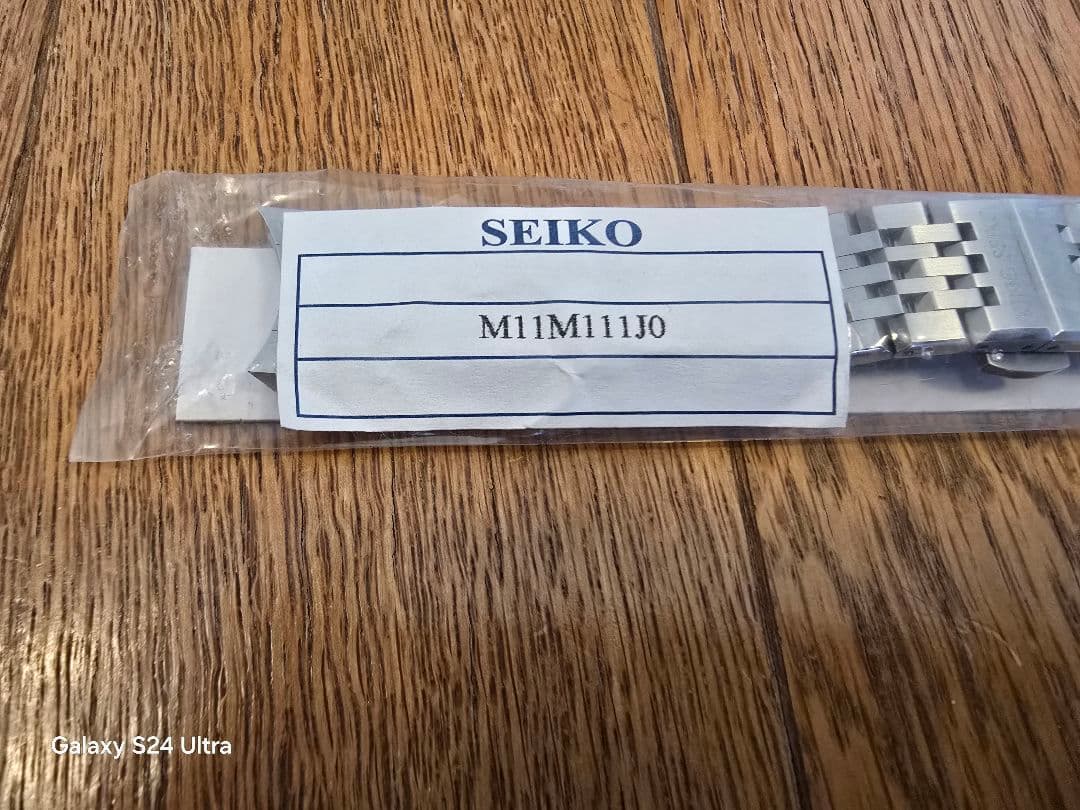 SEIKO
M11M111J0
Galaxy S24 Ultra